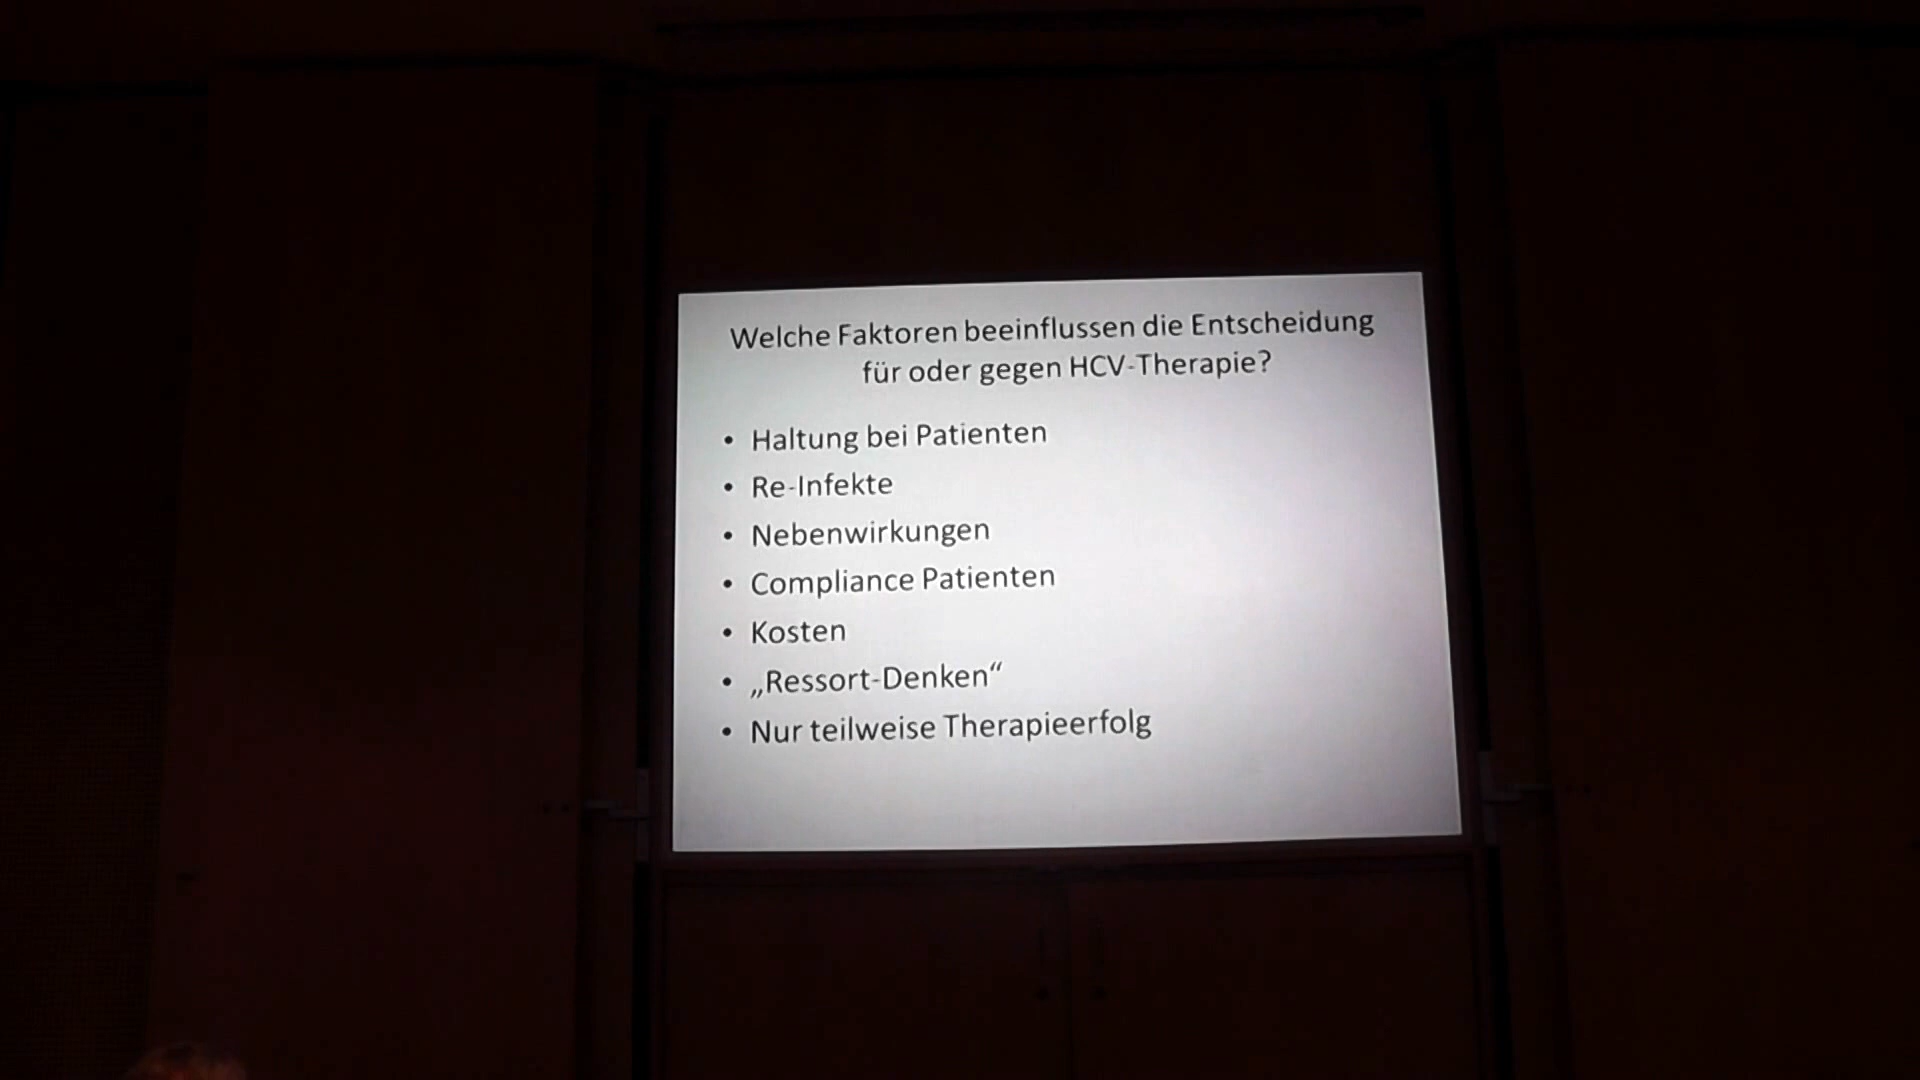 Welche Faktoren beeinflussen die Entscheidung
für oder gegen HCV-Therapie?
• Haltung bei Patienten
• Re-Infekte
• Nebenwirkungen
• Compliance Patienten
• Kosten
• „Ressort-Denken“
• Nur teilweise Therapieerfolg